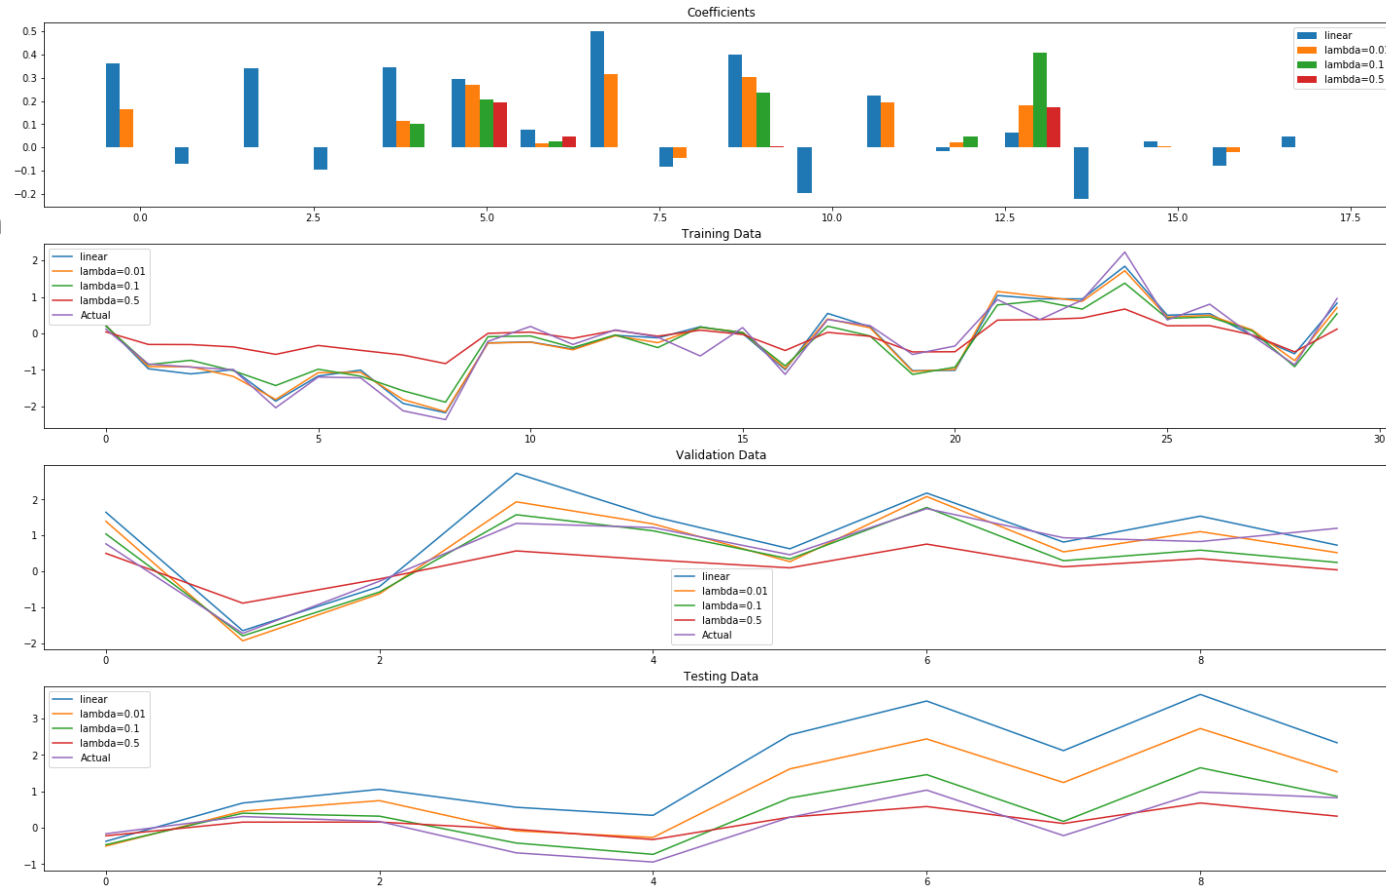 Coefficients
0.5
0.4
0.3
0.2
0.1
0.0
−0.1
−0.2
linear
lambda=0.01
lambda=0.1
lambda=0.5
0.0 2.5 5.0 7.5 10.0 12.5 15.0 17.5
Training Data
2
1
0
−1
−2
linear
lambda=0.01
lambda=0.1
lambda=0.5
Actual
0 5 10 15 20 25 30
Validation Data
2
1
0
−1
−2
linear
lambda=0.01
lambda=0.1
lambda=0.5
Actual
0 2 4 6 8
Testing Data
3
2
1
0
−1
linear
lambda=0.01
lambda=0.1
lambda=0.5
Actual
0 2 4 6 8